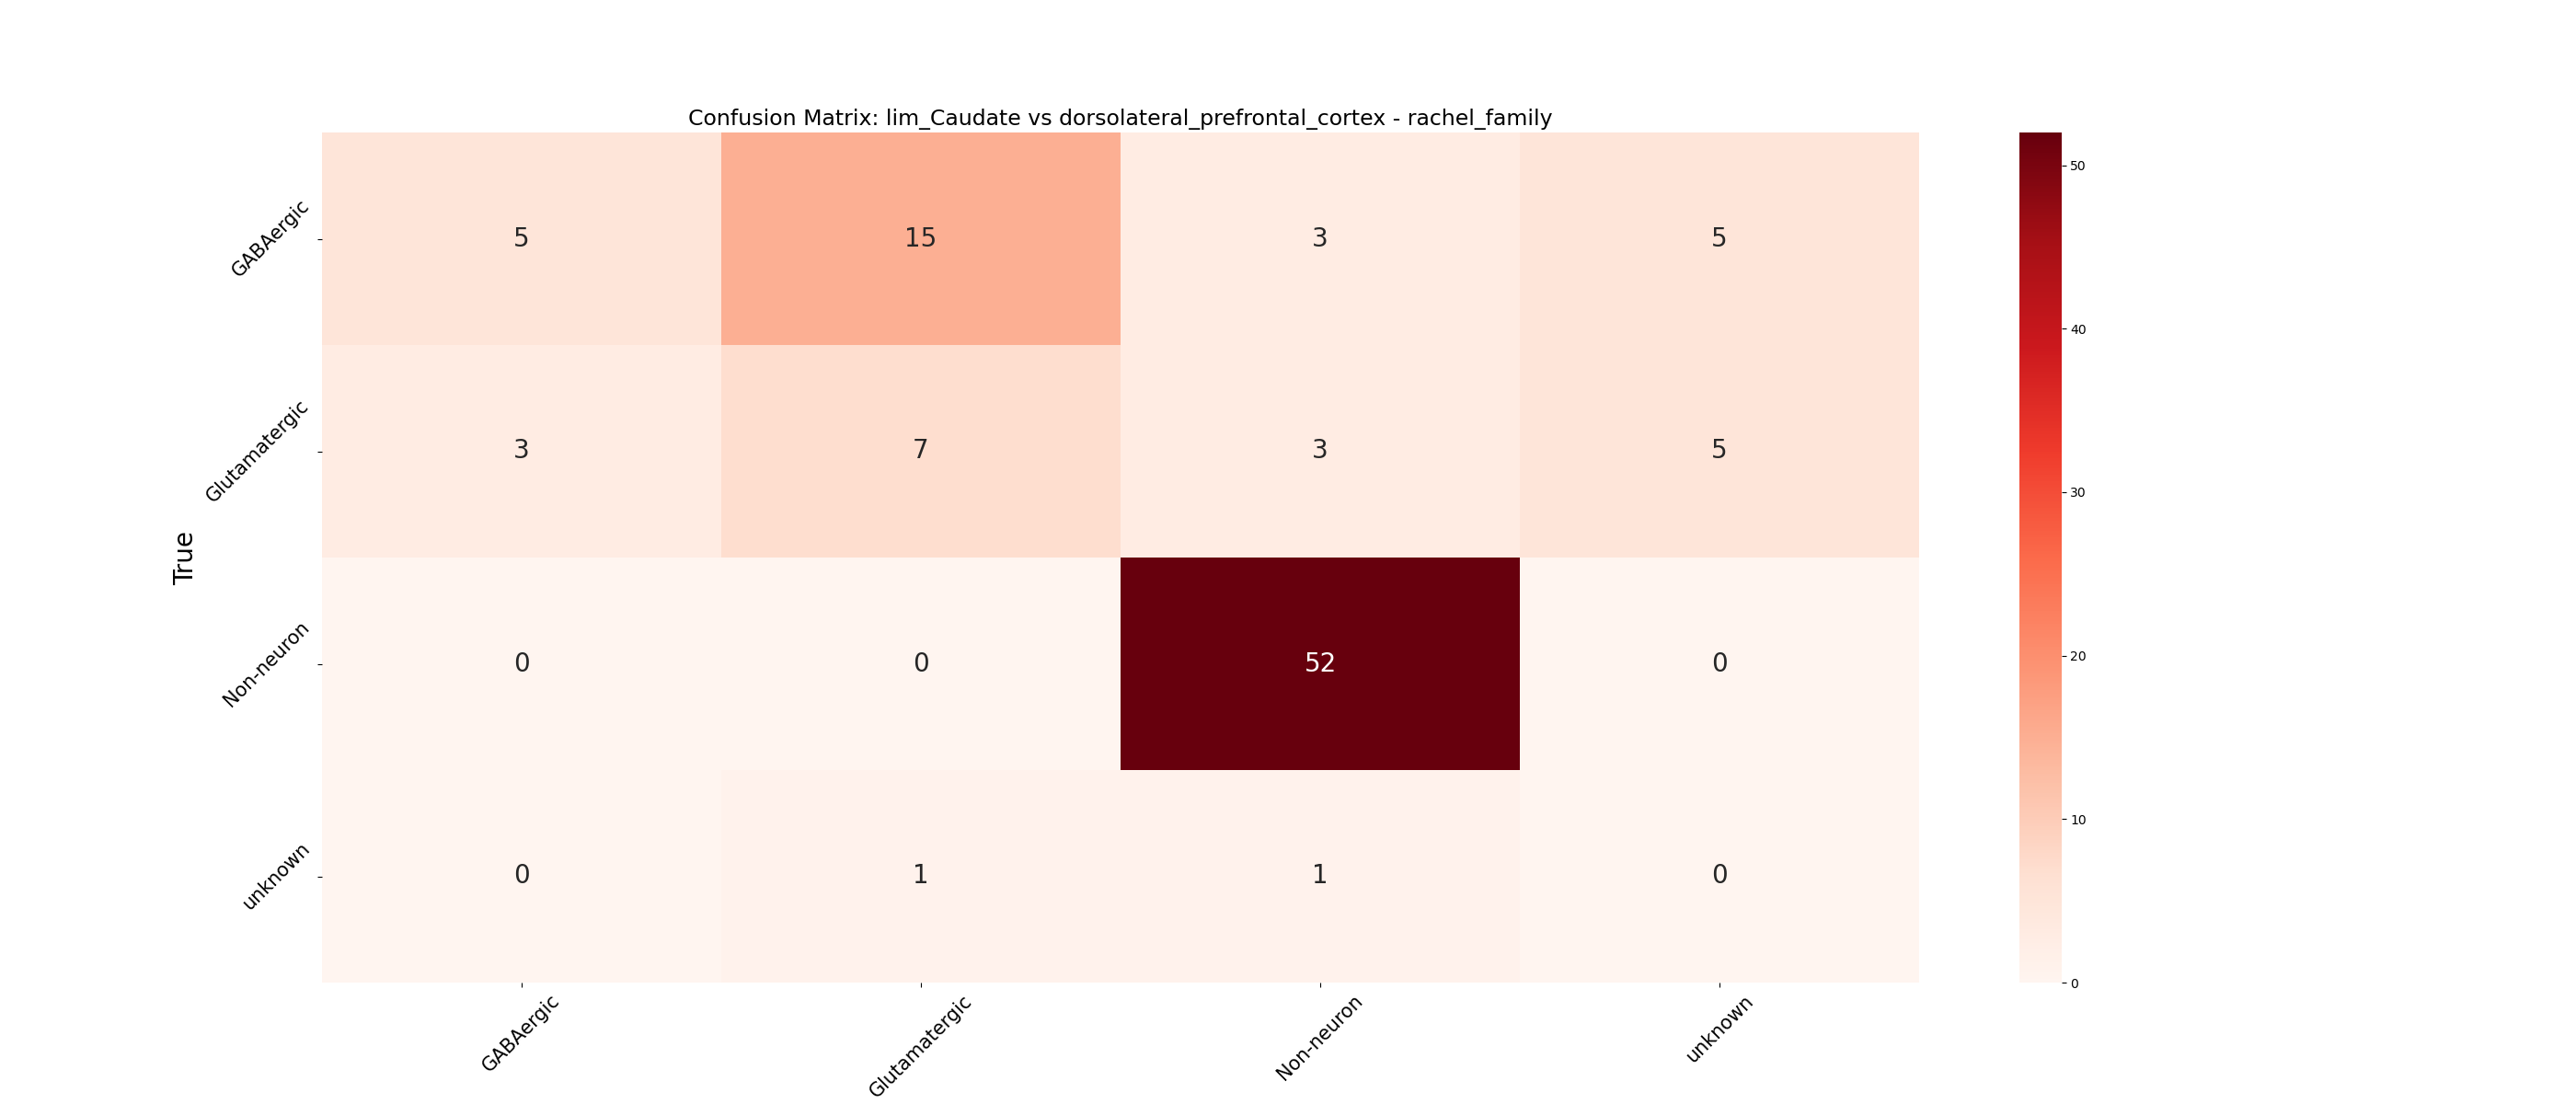 Confusion Matrix: lim_Caudate vs dorsolateral_prefrontal_cortex - rachel_family
GABAergic
5
15
3
5
Glutamatergic
3
7
3
5
Non-neuron
0
0
52
0
unknown
0
1
1
0
True
GABAergic
Glutamatergic
Non-neuron
unknown
50
40
30
20
10
0